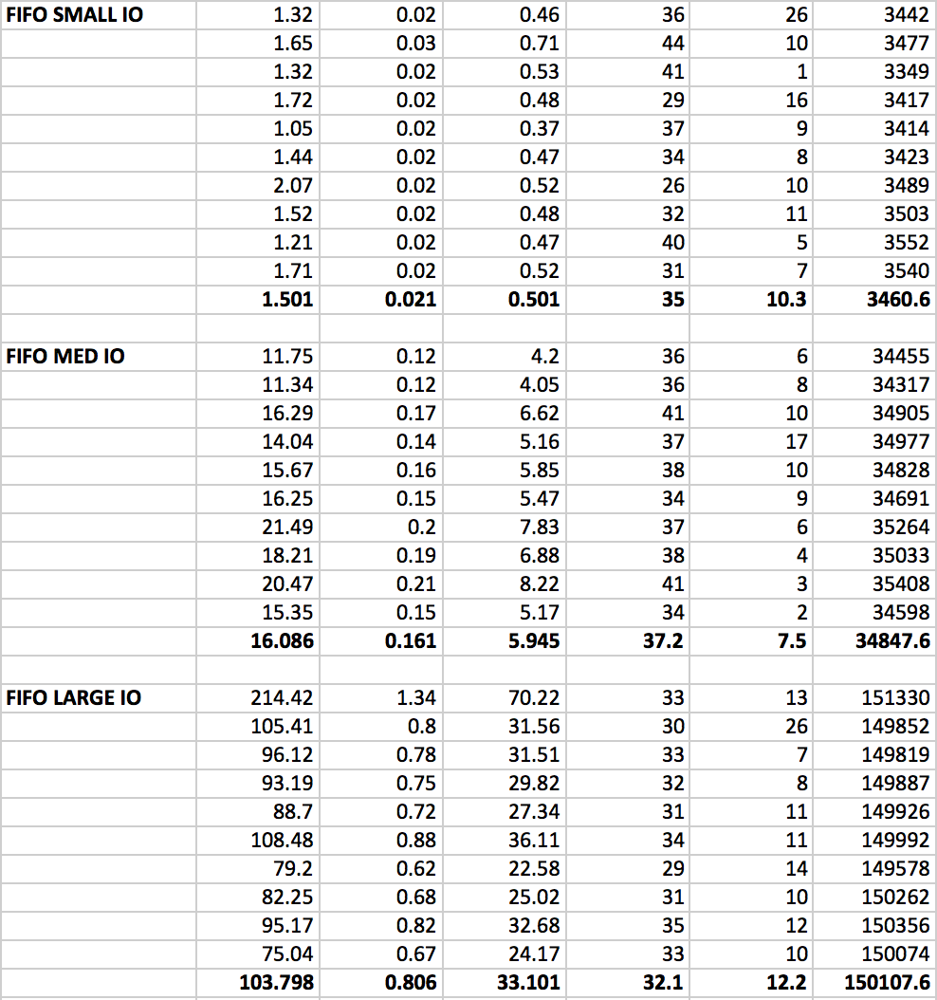 FIFO SMALL IO 1.32 0.02 0.46 36 26 3442
1.65 0.03 0.71 44 10 3477
1.32 0.02 0.53 41 1 3349
1.72 0.02 0.48 29 16 3417
1.05 0.02 0.37 37 9 3414
1.44 0.02 0.47 34 8 3423
2.07 0.02 0.52 26 10 3489
1.52 0.02 0.48 32 11 3503
1.21 0.02 0.47 40 5 3552
1.71 0.02 0.52 31 7 3540
1.501 0.021 0.501 35 10.3 3460.6
FIFO MED IO 11.75 0.12 4.2 36 6 34455
11.34 0.12 4.05 36 8 34317
16.29 0.17 6.62 41 10 34905
14.04 0.14 5.16 37 17 34977
15.67 0.16 5.85 38 10 34828
16.25 0.15 5.47 34 9 34691
21.49 0.2 7.83 37 6 35264
18.21 0.19 6.88 38 4 35033
20.47 0.21 8.22 41 3 35408
15.35 0.15 5.17 34 2 34598
16.086 0.161 5.945 37.2 7.5 34847.6
FIFO LARGE IO 214.42 1.34 70.22 33 13 151330
105.41 0.8 31.56 30 26 149852
96.12 0.78 31.51 33 7 149819
93.19 0.75 29.82 32 8 149887
88.7 0.72 27.34 31 11 149926
108.48 0.88 36.11 34 11 149992
79.2 0.62 22.58 29 14 149578
82.25 0.68 25.02 31 10 150262
95.17 0.82 32.68 35 12 150356
75.04 0.67 24.17 33 10 150074
103.798 0.806 33.101 32.1 12.2 150107.6